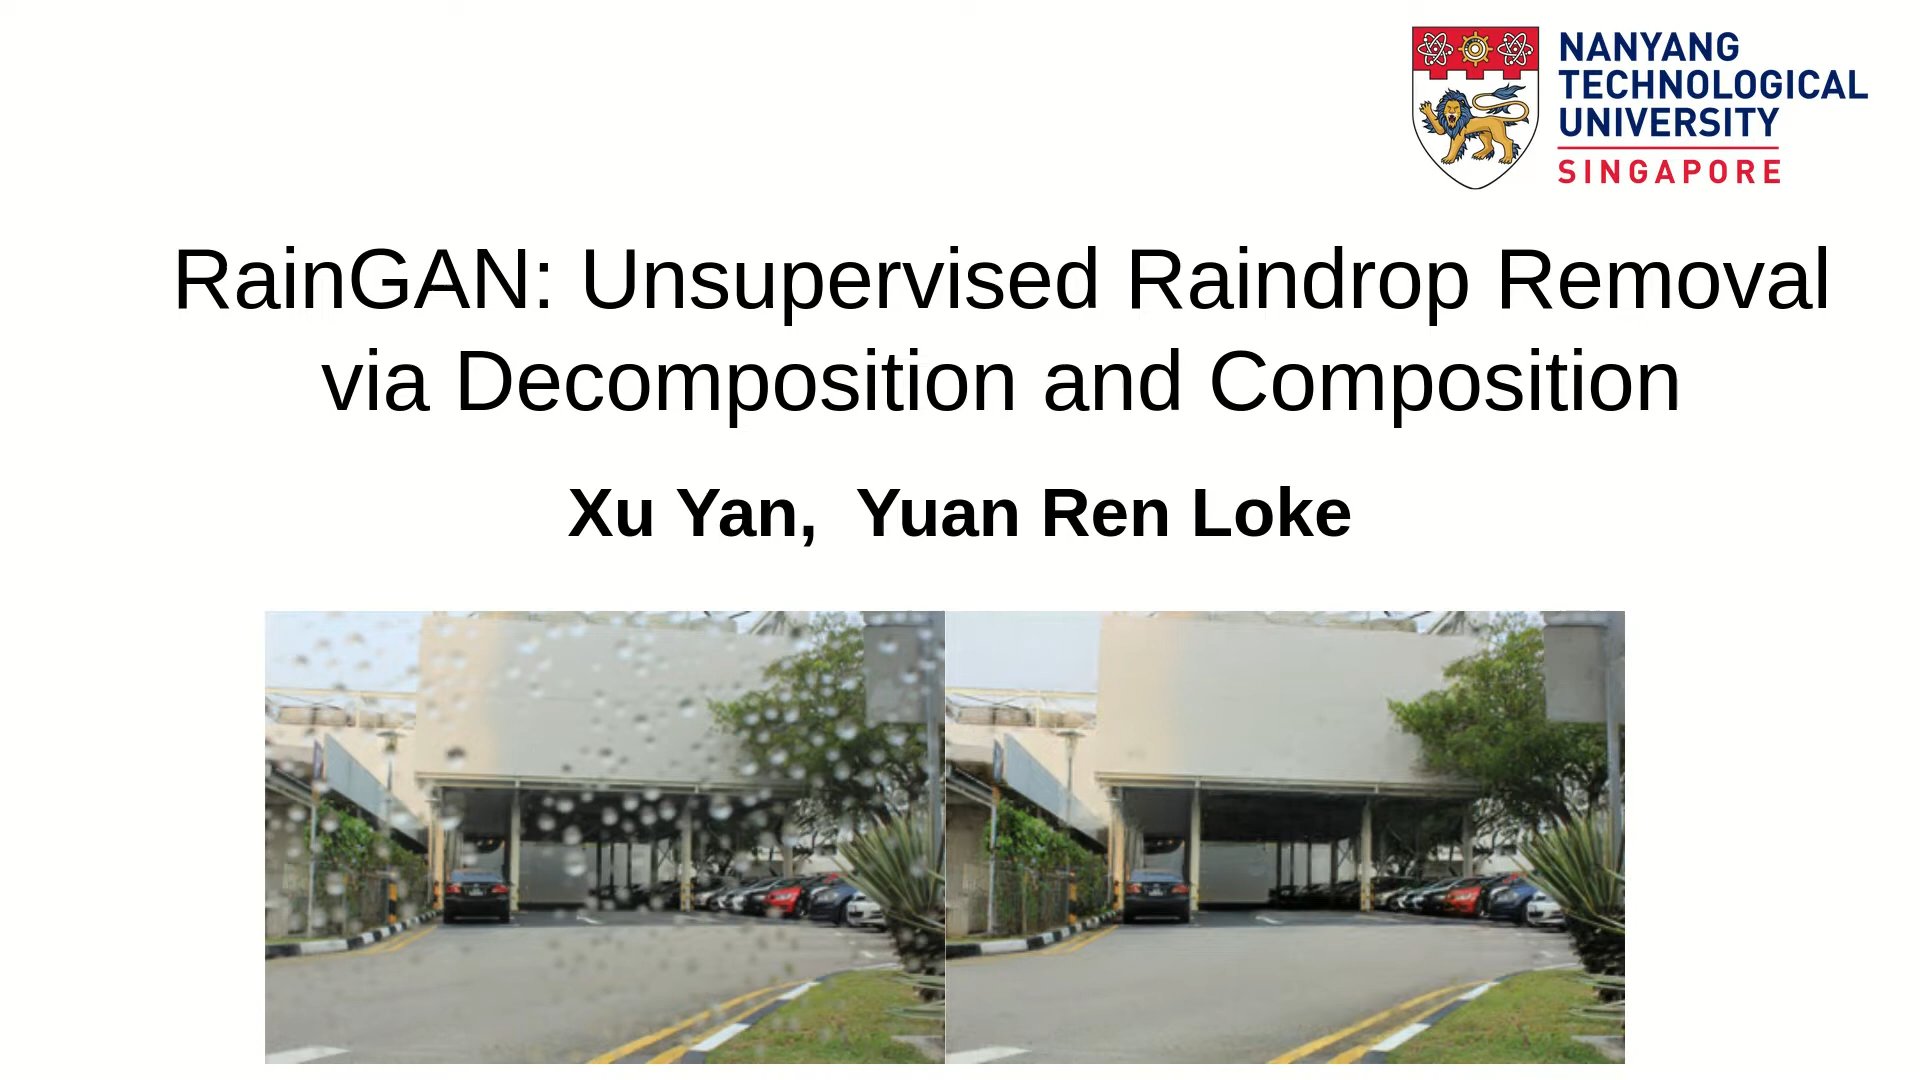 NANYANG
TECHNOLOGICAL
UNIVERSITY
SINGAPORE
RainGAN: Unsupervised Raindrop Removal
via Decomposition and Composition
Xu Yan, Yuan Ren Loke